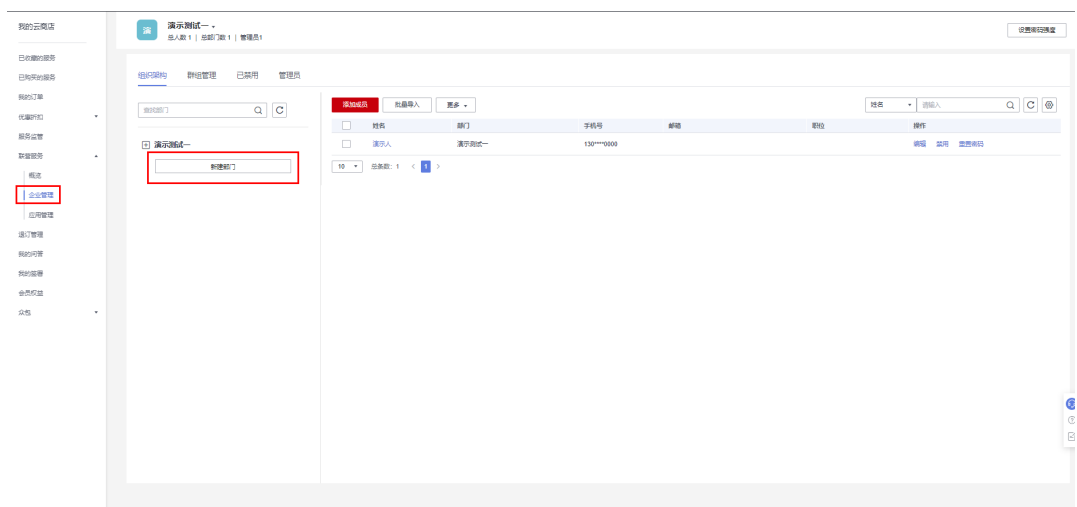 我的云商店
已收藏的服务
已购买的服务
我的订单
优惠折扣
服务监管
联营服务
概览
企业管理
应用管理
退订管理
我的问答
我的签署
会员权益
众包
演
演示测试一
总人数 1 | 总部门数 1 | 管理员1
设置密码强度
组织架构 群组管理 已禁用 管理员
查找部门
演示测试一
新建部门
添加成员 批量导入 更多 姓名 请输入
姓名 部门 手机号 邮箱 职位 操作
演示人 演示测试一 130****0000 编辑 禁用 重置密码
10 总条数: 1 < 1 >